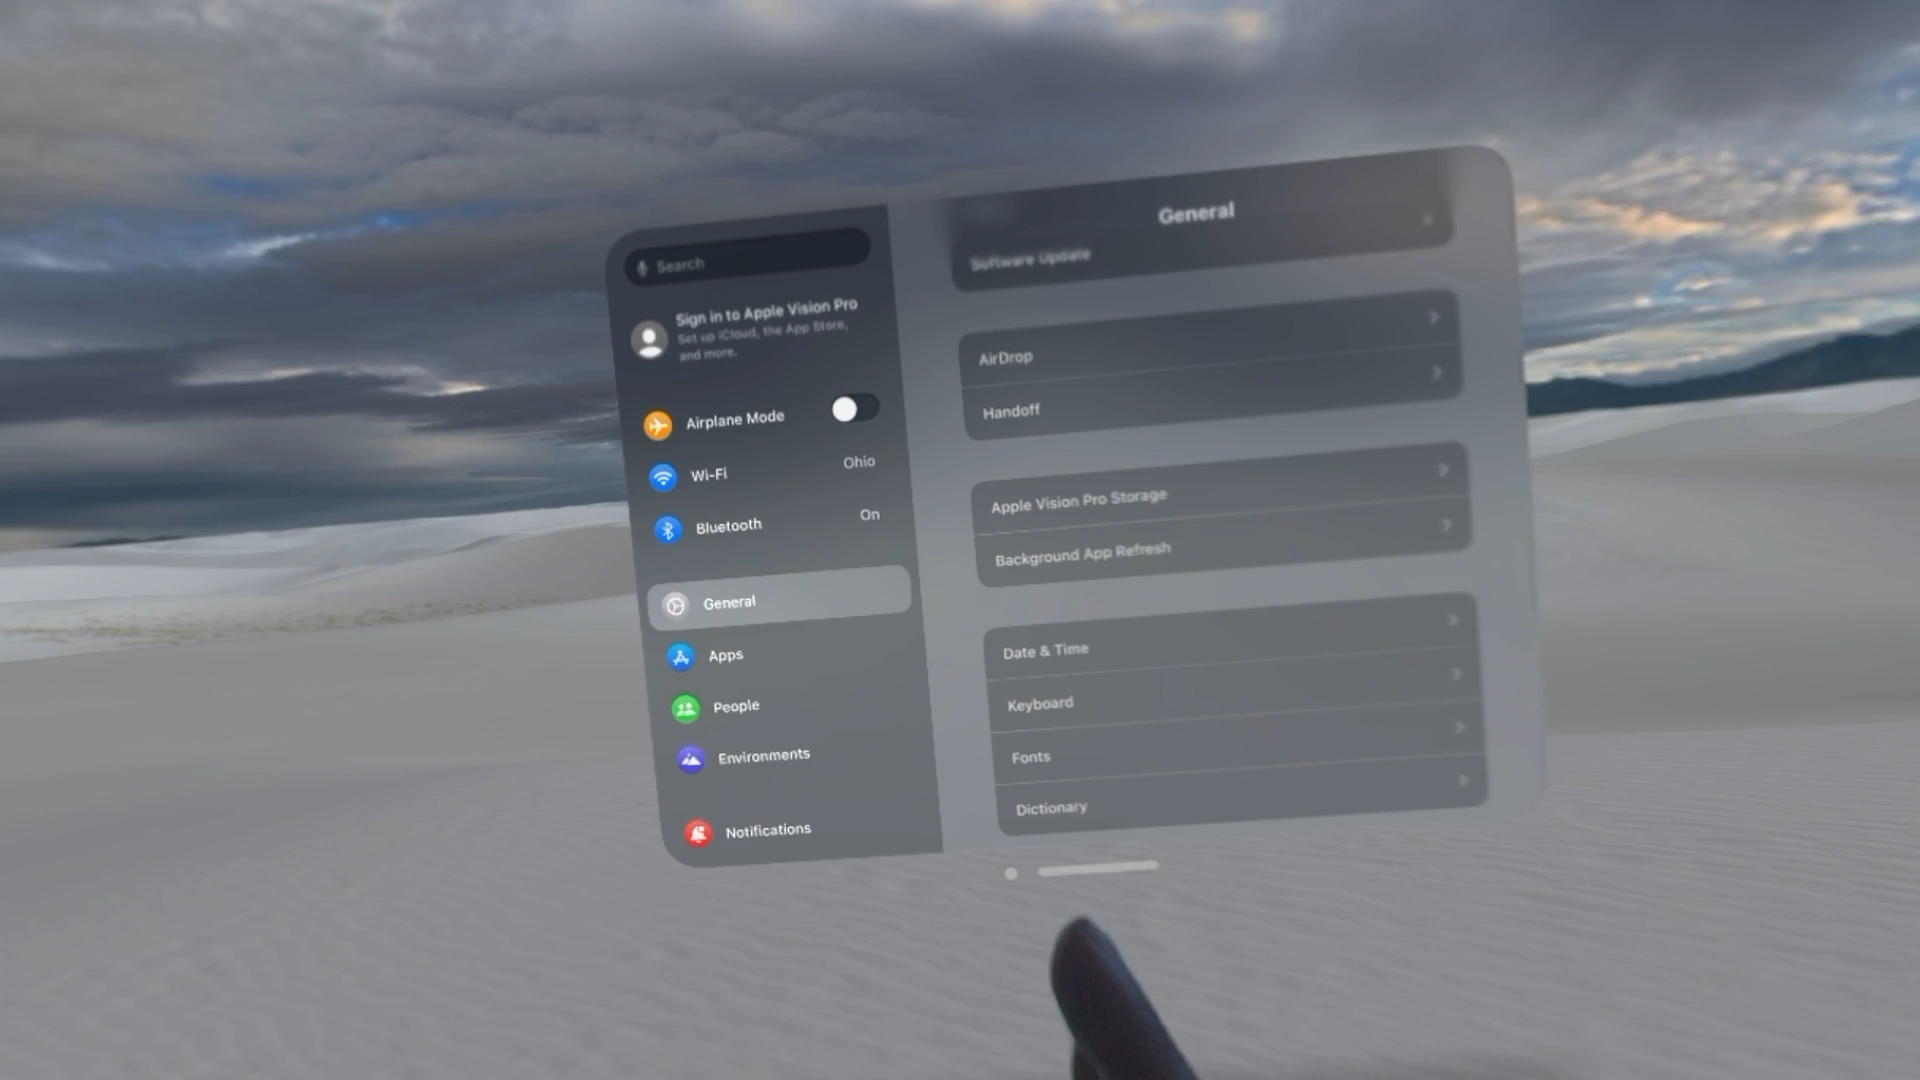 Search
Sign in to Apple Vision Pro
Set up iCloud, the App Store,
and more.
Airplane Mode
Wi-Fi Ohio
Bluetooth On
General
Apps
People
Environments
Notifications
General
Software Update
AirDrop
Handoff
Apple Vision Pro Storage
Background App Refresh
Date & Time
Keyboard
Fonts
Dictionary